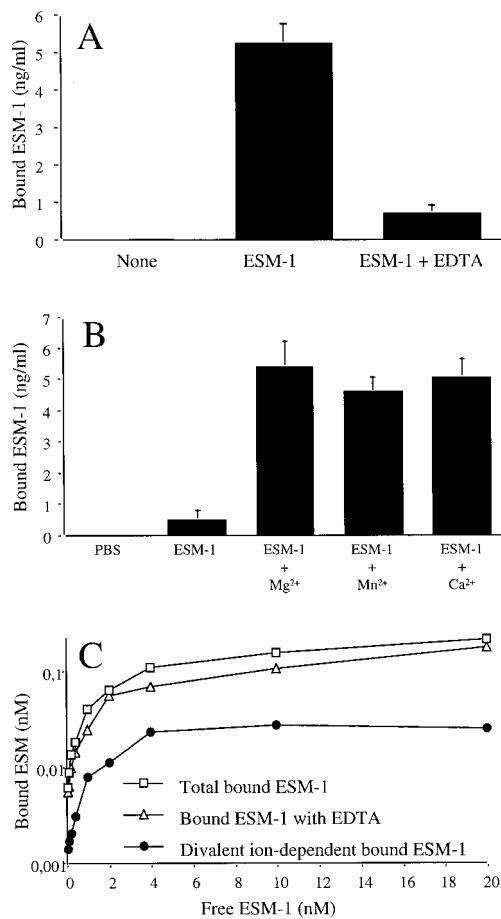 A
Bound ESM-1 (ng/ml)
6
5
4
3
2
1
0
None ESM-1 ESM-1 + EDTA
B
Bound ESM-1 (ng/ml)
7
6
5
4
3
2
1
0
PBS ESM-1 ESM-1 ESM-1 ESM-1
+ + +
Mg²⁺ Mn²⁺ Ca²⁺
C
Bound ESM (nM)
0.1
0.01
0,001
Total bound ESM-1
Bound ESM-1 with EDTA
Divalent ion-dependent bound ESM-1
0 2 4 6 8 10 12 14 16 18 20
Free ESM-1 (nM)